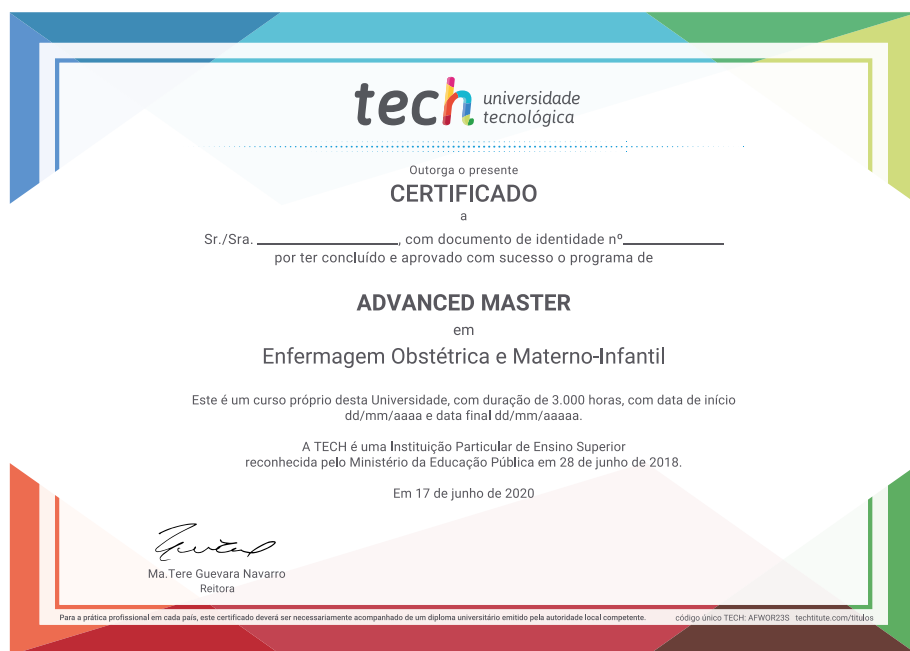 tech universidade
tecnológica
Outorga o presente
CERTIFICADO
a
Sr./Sra. ____________, com documento de identidade nº____________
por ter concluído e aprovado com sucesso o programa de
ADVANCED MASTER
em
Enfermagem Obstétrica e Materno-Infantil
Este é um curso próprio desta Universidade, com duração de 3.000 horas, com data de início
dd/mm/aaaa e data final dd/mm/aaaaa.
A TECH é uma Instituição Particular de Ensino Superior
reconhecida pelo Ministério da Educação Pública em 28 de junho de 2018.
Em 17 de junho de 2020
Ma.Tere Guevara Navarro
Reitora
Para a prática profissional em cada país, este certificado deverá ser necessariamente acompanhado de um diploma universitário emitido pela autoridade local competente. código único TECH: AFWOR23S techtitute.com/titulos